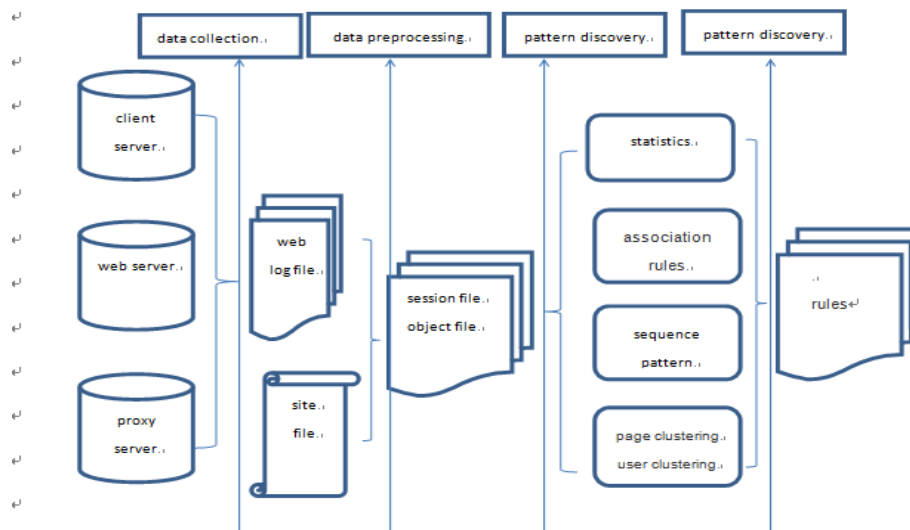 data collection.
data preprocessing.
pattern discovery.
pattern discovery.
client
server.
web server.
proxy
server.
web
log file.
site.
file.
session file.
object file.
statistics.
association
rules.
sequence
pattern.
page clustering.
user clustering.
.
rules↵